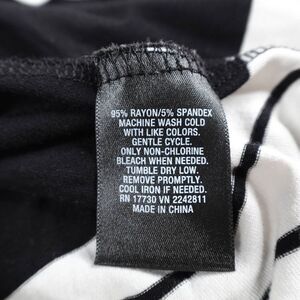 95% RAYON/5% SPANDEX
MACHINE WASH COLD
WITH LIKE COLORS.
GENTLE CYCLE.
ONLY NON-CHLORINE
BLEACH WHEN NEEDED.
TUMBLE DRY LOW.
REMOVE PROMPTLY.
COOL IRON IF NEEDED.
RN 17730 VN 2242811
MADE IN CHINA